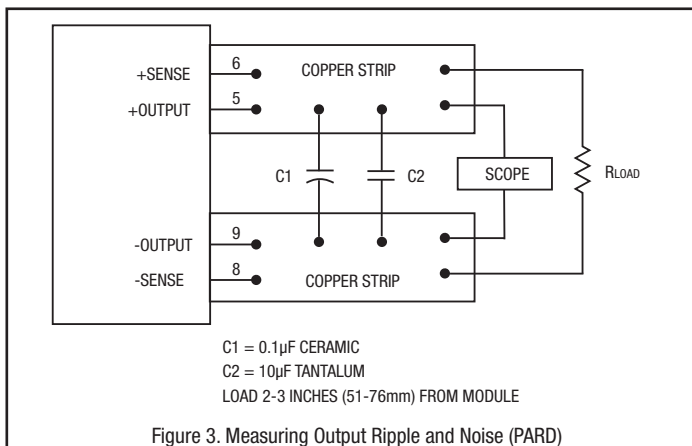 +SENSE 6 COPPER STRIP
+OUTPUT 5
C1 C2 SCOPE RLOAD
-OUTPUT 9
-SENSE 8 COPPER STRIP
C1 = 0.1µF CERAMIC
C2 = 10µF TANTALUM
LOAD 2-3 INCHES (51-76mm) FROM MODULE
Figure 3. Measuring Output Ripple and Noise (PARD)